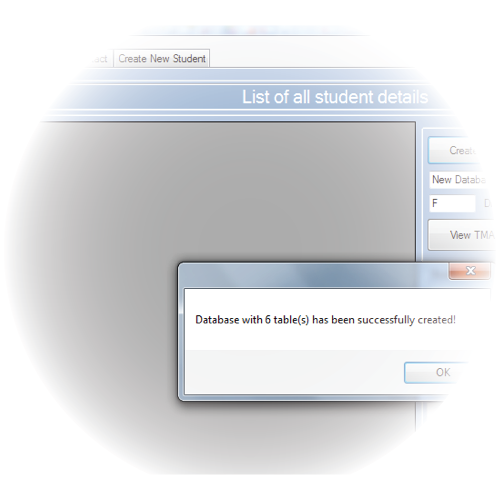 Create New Student
List of all student details
Create
New Databa
F
View TMA
x
Database with 6 table(s) has been successfully created!
OK